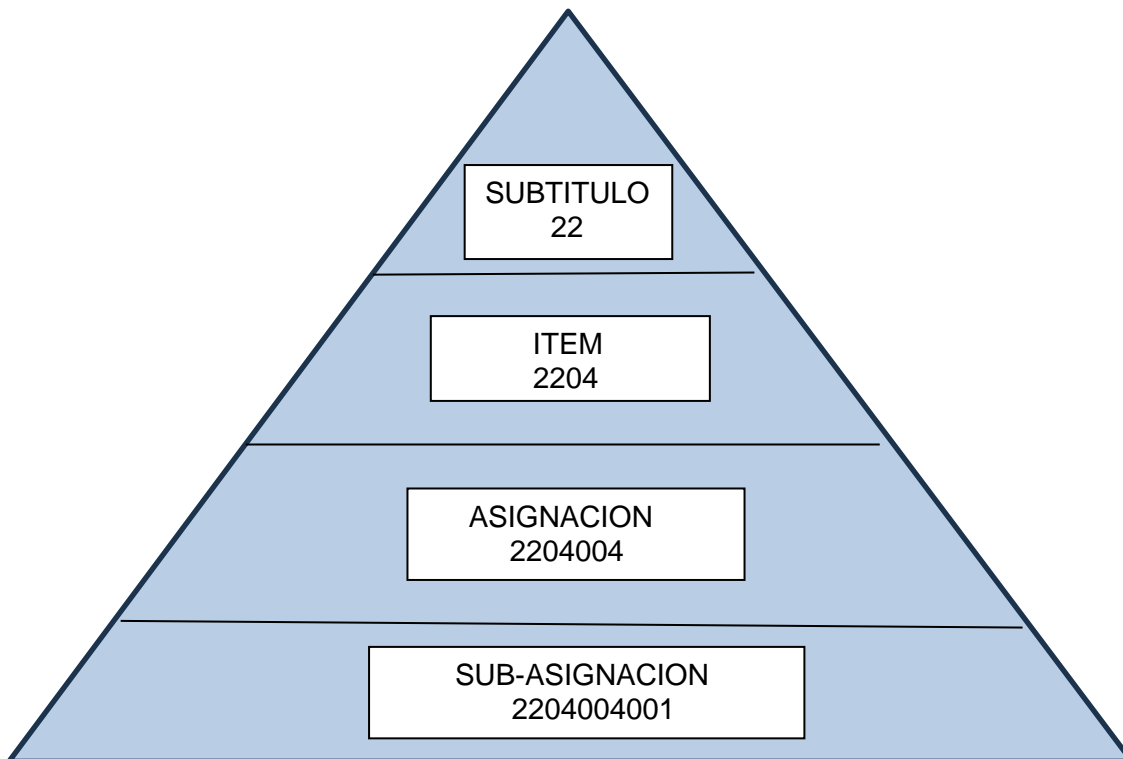 SUBTITULO
22
ITEM
2204
ASIGNACION
2204004
SUB-ASIGNACION
2204004001